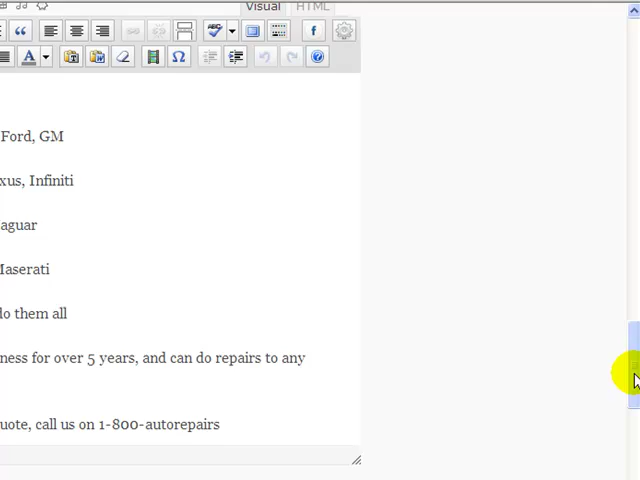 Visual HTML
Ford, GM
xus, Infiniti
aguar
Maserati
do them all
ness for over 5 years, and can do repairs to any
uote, call us on 1-800-autorepairs